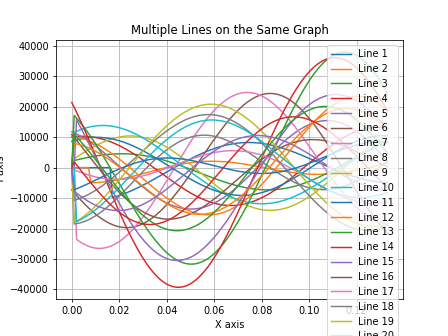 Multiple Lines on the Same Graph
40000
30000
20000
10000
0
−10000
−20000
−30000
−40000
0.00
0.02
0.04
0.06
0.08
0.10
X axis
Line 1
Line 2
Line 3
Line 4
Line 5
Line 6
Line 7
Line 8
Line 9
Line 10
Line 11
Line 12
Line 13
Line 14
Line 15
Line 16
Line 17
Line 18
Line 19
Line 20